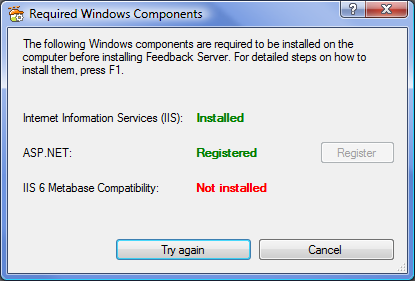 Required Windows Components
The following Windows components are required to be installed on the
computer before installing Feedback Server. For detailed steps on how to
install them, press F1.
Internet Information Services (IIS): Installed
ASP.NET: Registered Register
IIS 6 Metabase Compatibility: Not installed
Try again Cancel